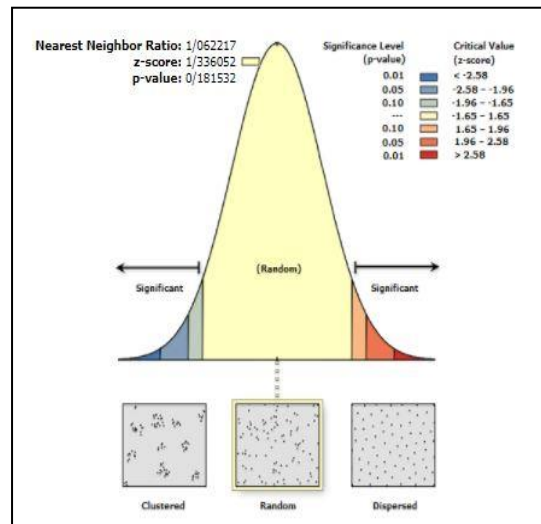 Nearest Neighbor Ratio: 1/062217
z-score: 1/336052
p-value: 0/181532
Significance Level
(p-value)
Critical Value
(z-score)
0.01 < -2.58
0.05 -2.58 – -1.96
0.10 -1.96 – -1.65
--- -1.65 – 1.65
0.10 1.65 – 1.96
0.05 1.96 – 2.58
0.01 > 2.58
(Random)
Significant Significant
Clustered Random Dispersed